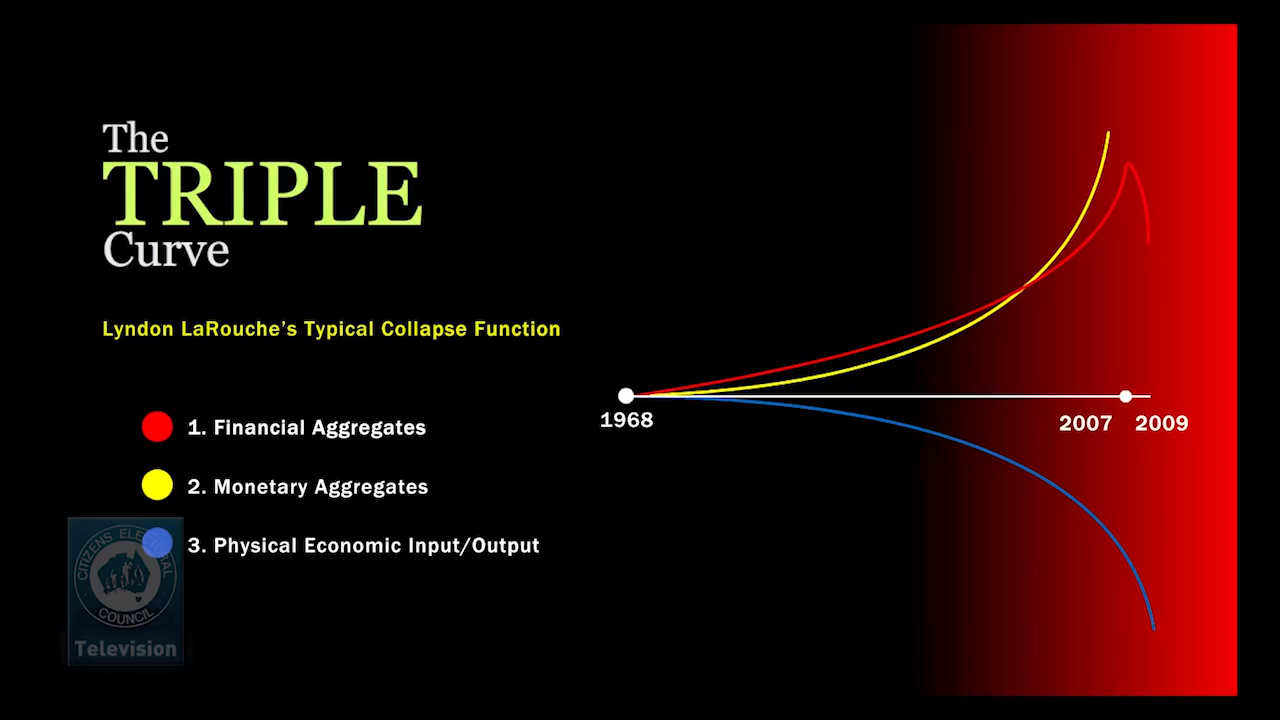 The
TRIPLE
Curve
Lyndon LaRouche’s Typical Collapse Function
1. Financial Aggregates
2. Monetary Aggregates
3. Physical Economic Input/Output
1968
2007
2009
CITIZENS ELECTORAL
COUNCIL
Television